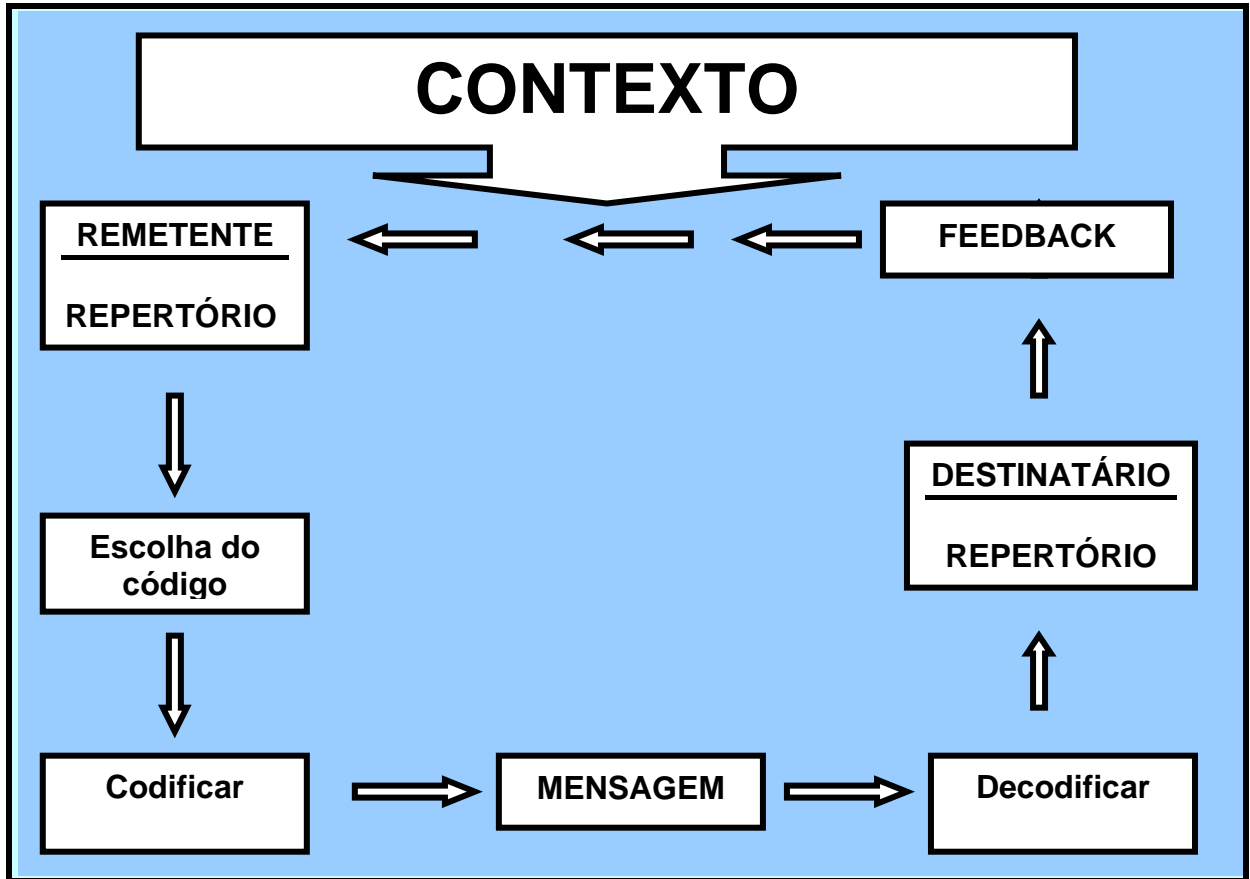 CONTEXTO
REMETENTE
REPERTÓRIO
FEEDBACK
Escolha do
código
DESTINATÁRIO
REPERTÓRIO
Codificar
MENSAGEM
Decodificar